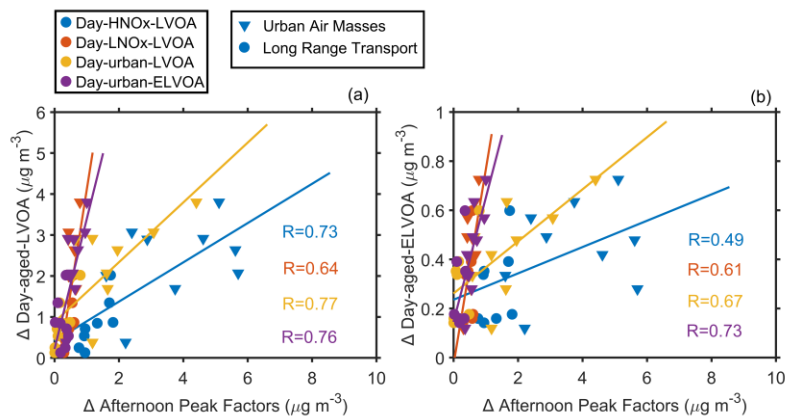 Day-HNOx-LVOA
Day-LNOx-LVOA
Day-urban-LVOA
Day-urban-ELVOA
Urban Air Masses
Long Range Transport
(a)
Δ Day-aged-LVOA (μg m-3)
6
5
4
3
2
1
0
R=0.73
R=0.64
R=0.77
R=0.76
0 2 4 6 8 10
Δ Afternoon Peak Factors (μg m-3)
(b)
Δ Day-aged-ELVOA (μg m-3)
1
0.8
0.6
0.4
0.2
0
R=0.49
R=0.61
R=0.67
R=0.73
0 2 4 6 8 10
Δ Afternoon Peak Factors (μg m-3)